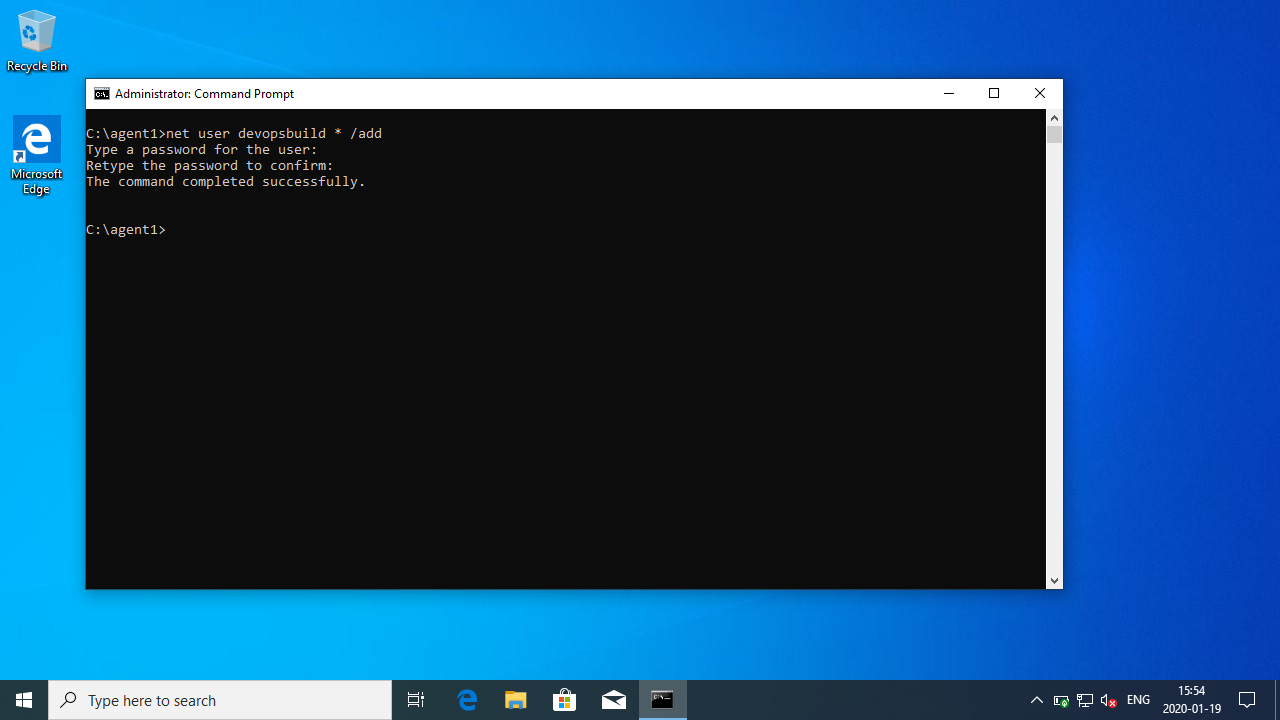 Recycle Bin
Microsoft
Edge
Administrator: Command Prompt
C:\agent1>net user devopsbuild * /add
Type a password for the user:
Retype the password to confirm:
The command completed successfully.
C:\agent1>
Type here to search
ENG
15:54
2020-01-19